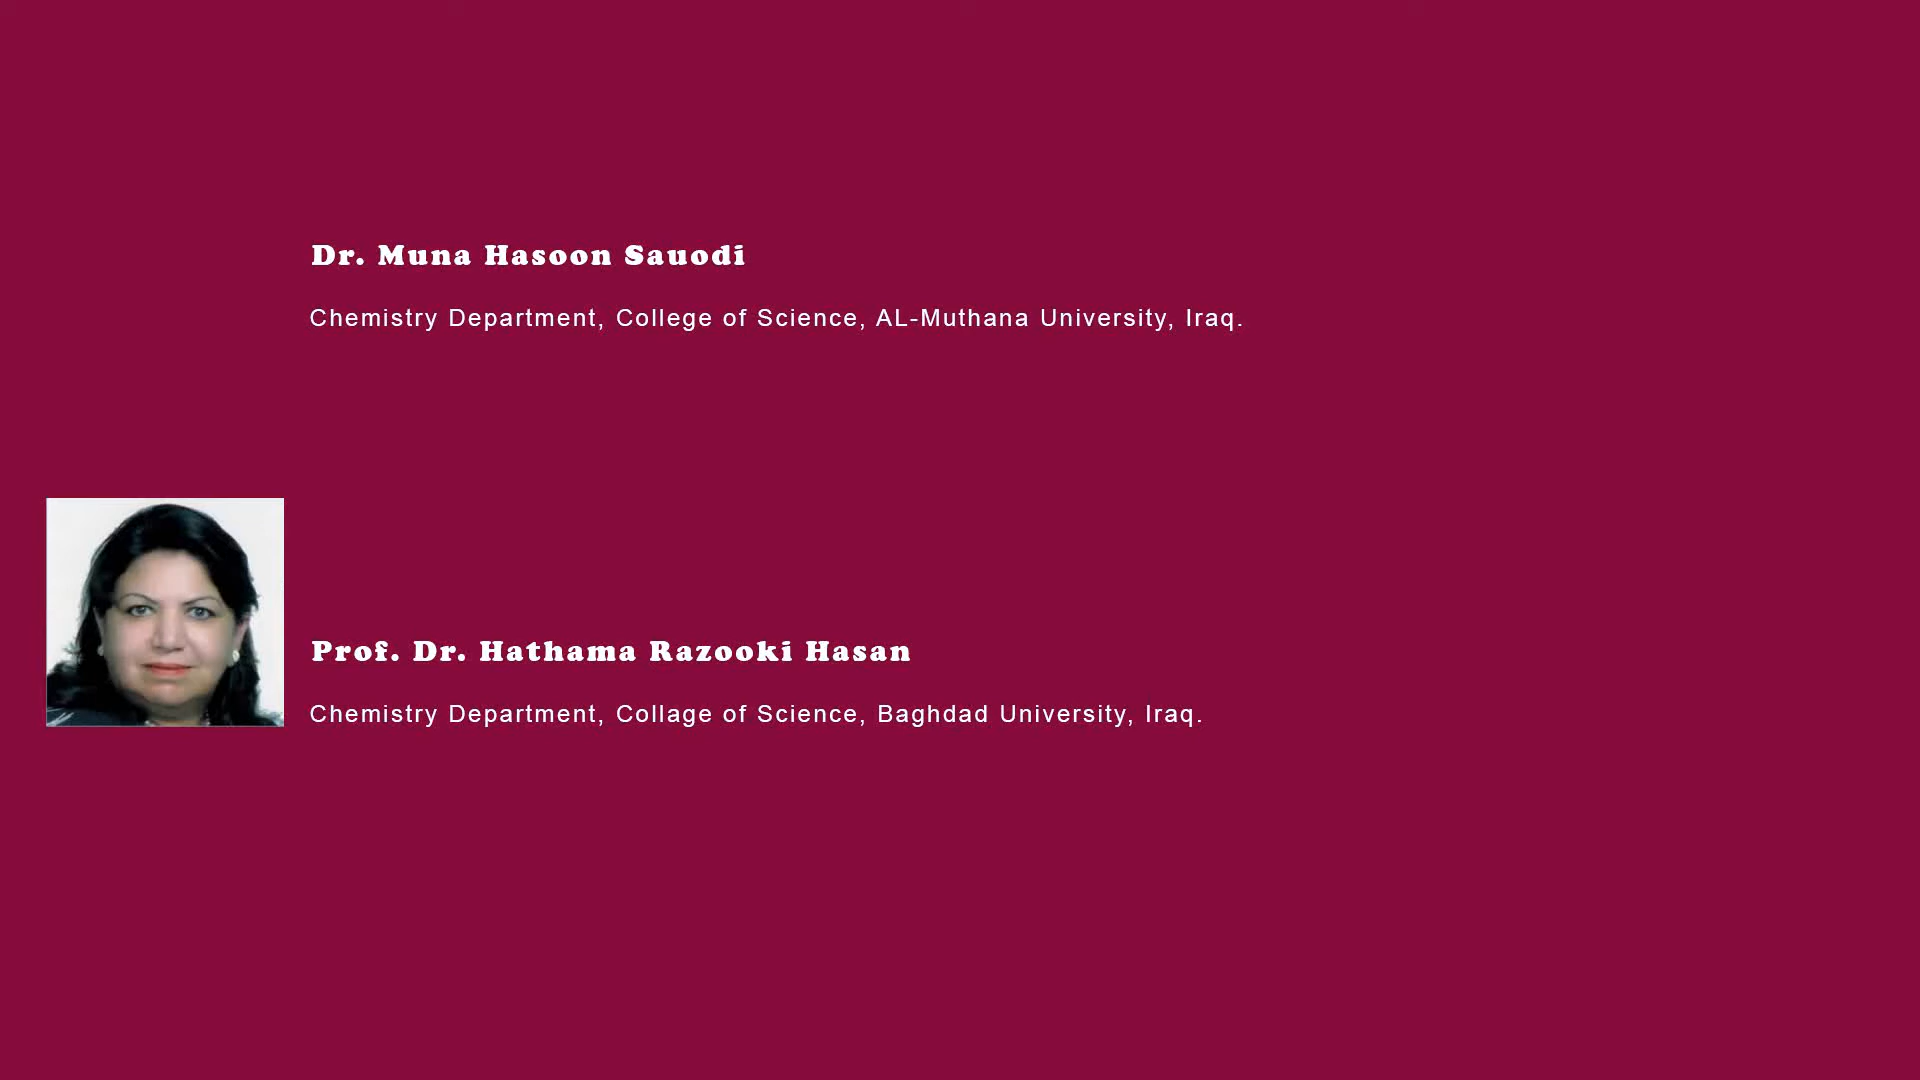 Dr. Muna Hasoon Sauodi
Chemistry Department, College of Science, AL-Muthana University, Iraq.
Prof. Dr. Hathama Razooki Hasan
Chemistry Department, Collage of Science, Baghdad University, Iraq.